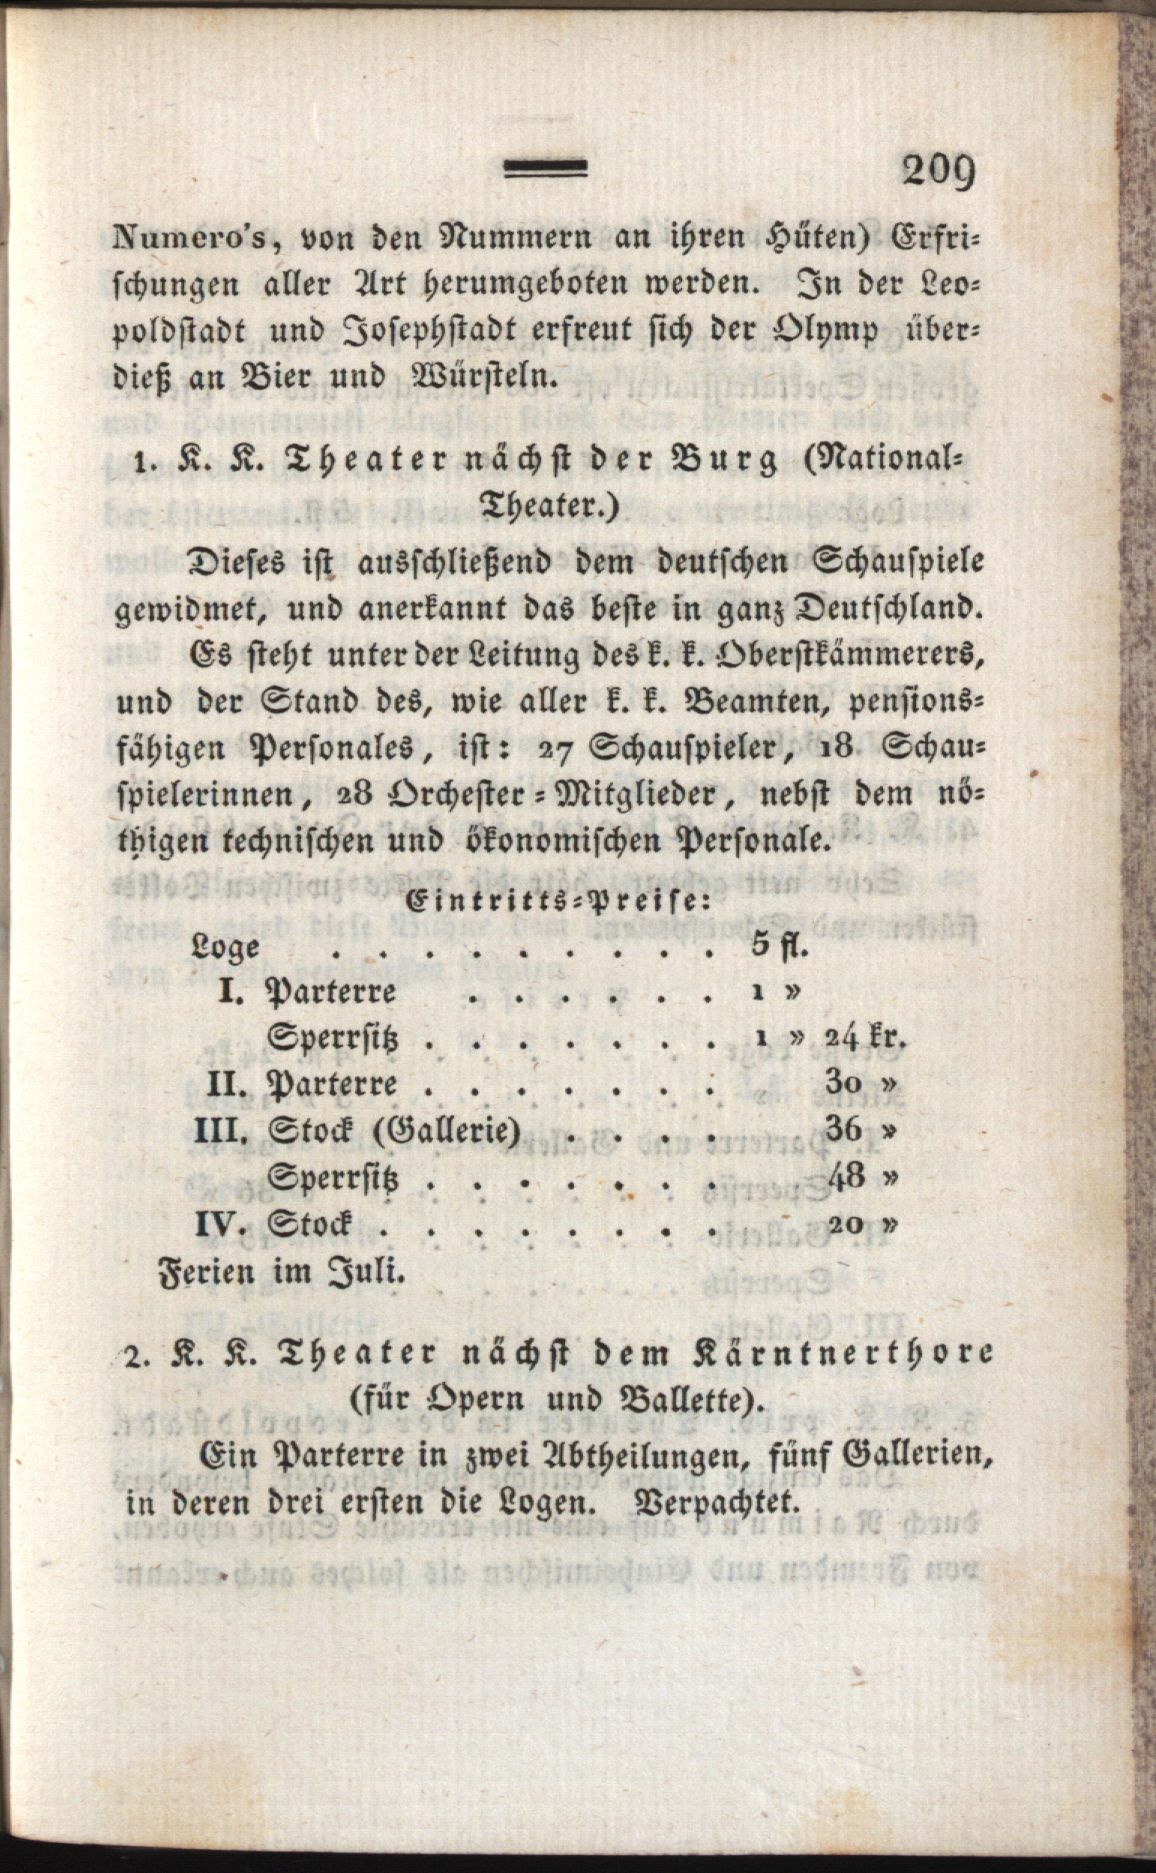 209
Numero's, von den Nummern an ihren Hüten) Erfri-
schungen aller Art herumgeboten werden. In der Leo-
poldstadt und Josephstadt erfreut sich der Olymp über-
dieß an Bier und Würsteln.
1. K. K. Theater nächst der Burg (National-
Theater.)
Dieses ist ausschließend dem deutschen Schauspiele
gewidmet, und anerkannt das beste in ganz Deutschland.
Es steht unter der Leitung des k. k. Oberstkämmerers,
und der Stand des, wie aller k. k. Beamten, pensions-
fähigen Personales, ist: 27 Schauspieler, 18 Schau-
spielerinnen, 28 Orchester-Mitglieder, nebst dem nö-
thigen technischen und ökonomischen Personale.
Eintritts-Preise:
Loge . . . . . . . . . 5 fl.
I. Parterre . . . . . . 1 »
Sperrsitz . . . . . . . 1 » 24 kr.
II. Parterre . . . . . . . 30 »
III. Stock (Gallerie) . . . . 36 »
Sperrsitz . . . . . . . 48 »
IV. Stock . . . . . . . . 20 »
Ferien im Juli.
2. K. K. Theater nächst dem Kärntnerthore
(für Opern und Ballette).
Ein Parterre in zwei Abtheilungen, fünf Gallerien,
in deren drei ersten die Logen. Verpachtet.